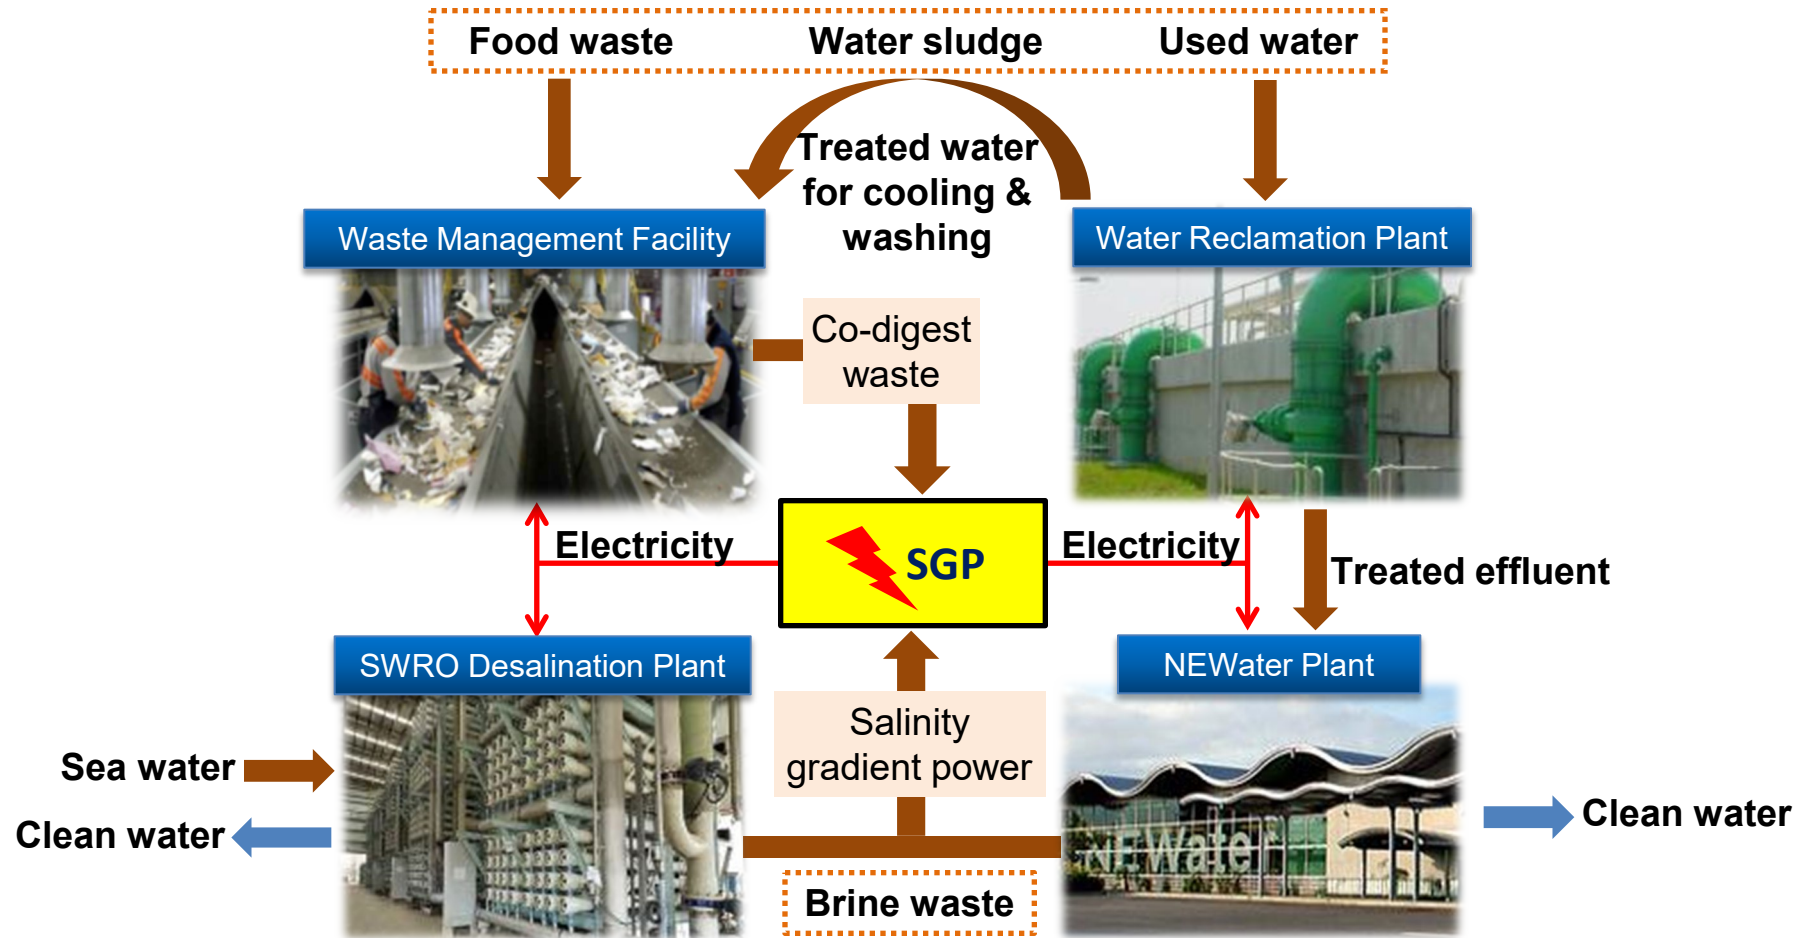 Food waste
Water sludge
Used water
Treated water
for cooling &
washing
Waste Management Facility
Water Reclamation Plant
Co-digest
waste
Electricity
SGP
Electricity
Treated effluent
SWRO Desalination Plant
NEWater Plant
Salinity
gradient power
Sea water
Clean water
Clean water
NEWater
Brine waste